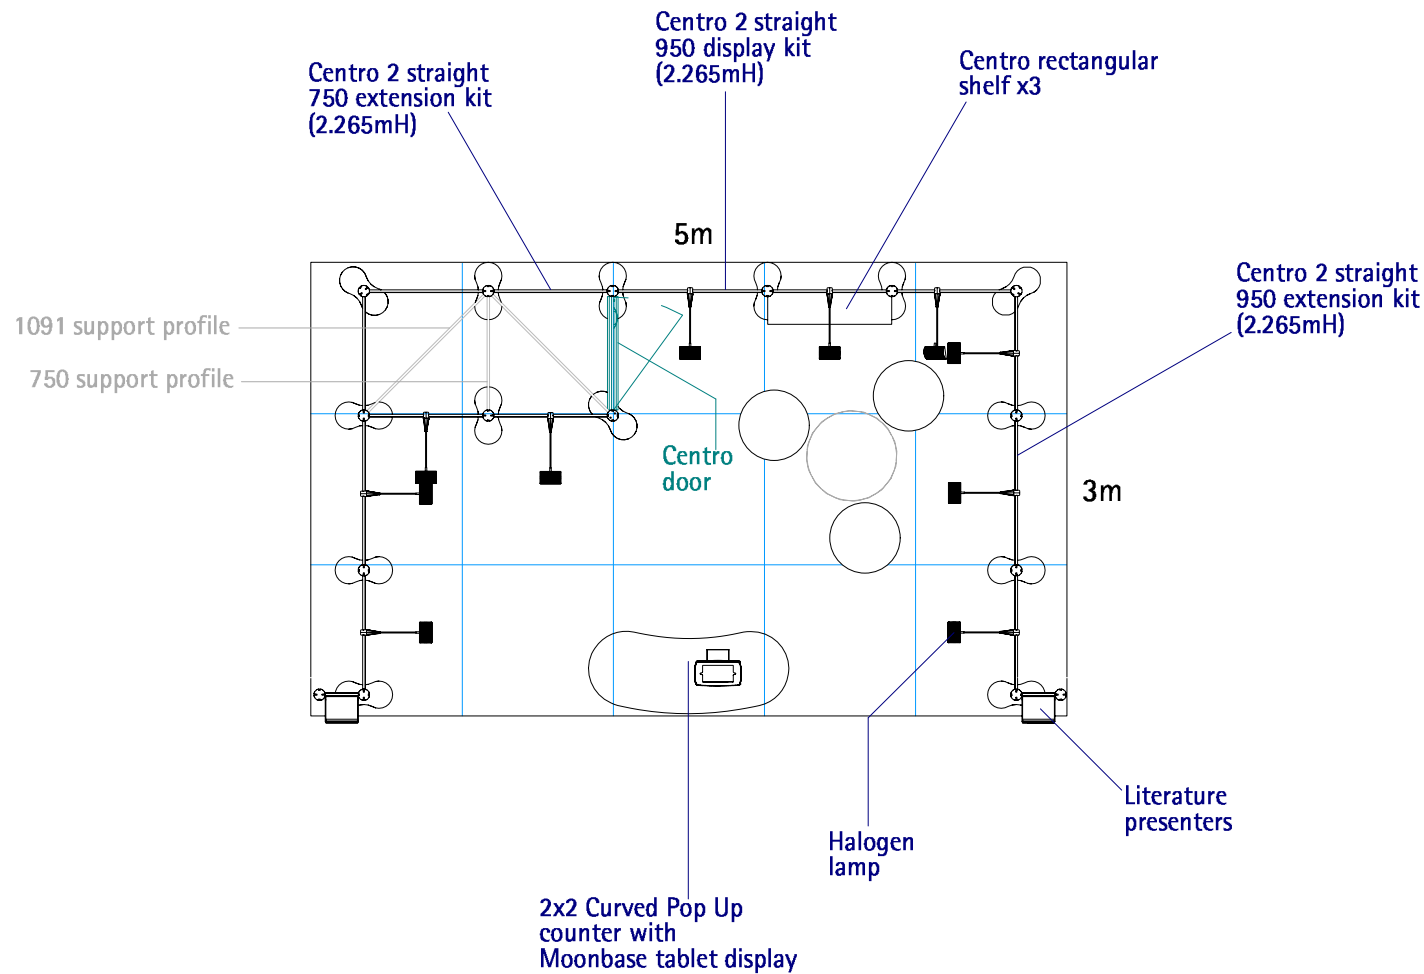 Centro 2 straight
950 display kit
(2.265mH)
Centro 2 straight
750 extension kit
(2.265mH)
Centro rectangular
shelf x3
5m
Centro 2 straight
950 extension kit
(2.265mH)
1091 support profile
750 support profile
Centro
door
3m
Literature
presenters
Halogen
lamp
2x2 Curved Pop Up
counter with
Moonbase tablet display